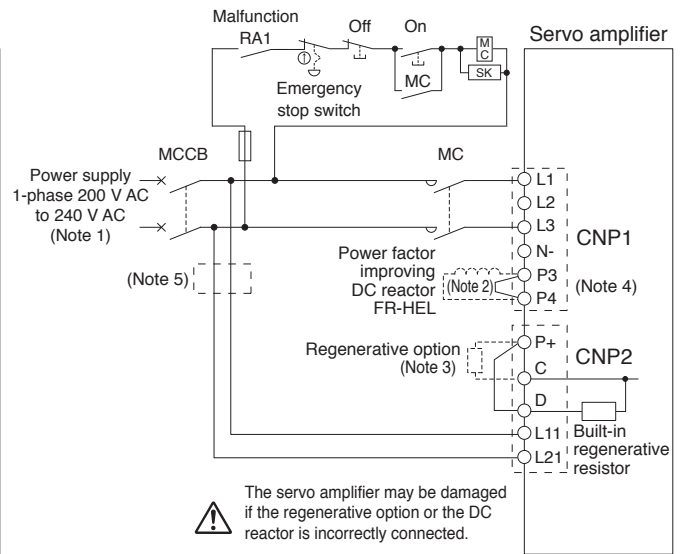 Malfunction
RA1
Off
On
Servo amplifier
M
C
SK
MC
Emergency
stop switch
MCCB
MC
Power supply
1-phase 200 V AC
to 240 V AC
(Note 1)
L1
L2
L3
N-
P3
P4
CNP1
(Note 4)
(Note 5)
Power factor
improving
DC reactor
FR-HEL
(Note 2)
Regenerative option
(Note 3)
P+
C
D
L11
L21
CNP2
Built-in
regenerative
resistor
The servo amplifier may be damaged
if the regenerative option or the DC
reactor is incorrectly connected.